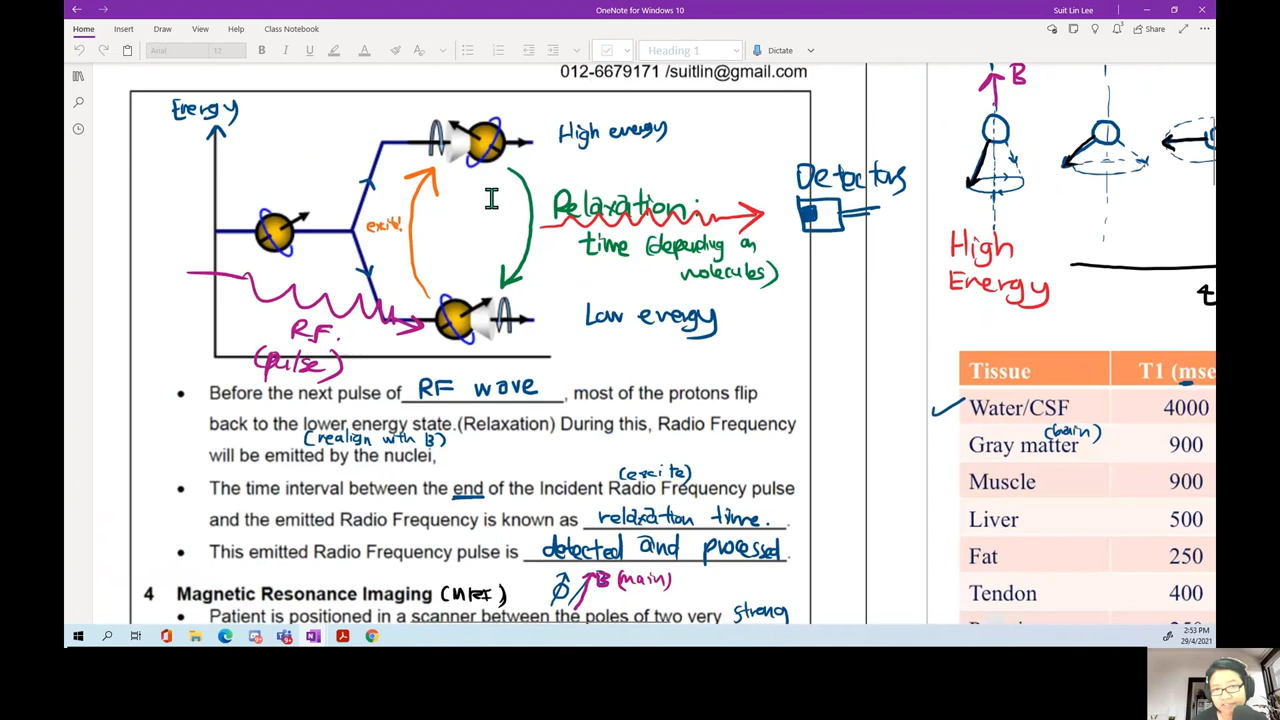 OneNote for Windows 10
Suit Lin Lee
Home Insert Draw View Help Class Notebook
Share
Arial 12 B I U A Heading 1 Dictate
012-6679171 /suitlin@gmail.com
Energy
High energy
excite!
Relaxation.
time (depending on
molecules)
Detectors
R.F.
(pulse)
Low energy
Before the next pulse of RF wave, most of the protons flip
back to the lower energy state.(Relaxation) During this, Radio Frequency
(realign with B)
will be emitted by the nuclei,
(excite)
The time interval between the end of the Incident Radio Frequency pulse
and the emitted Radio Frequency is known as relaxation time.
This emitted Radio Frequency pulse is detected and processed.
B (main)
4 Magnetic Resonance Imaging (MRI)
Patient is positioned in a scanner between the poles of two very strong
B
High
Energy
t
Tissue T1 (mse
Water/CSF 4000
(brain)
Gray matter 900
Muscle 900
Liver 500
Fat 250
Tendon 400
2:53 PM
29/4/2021